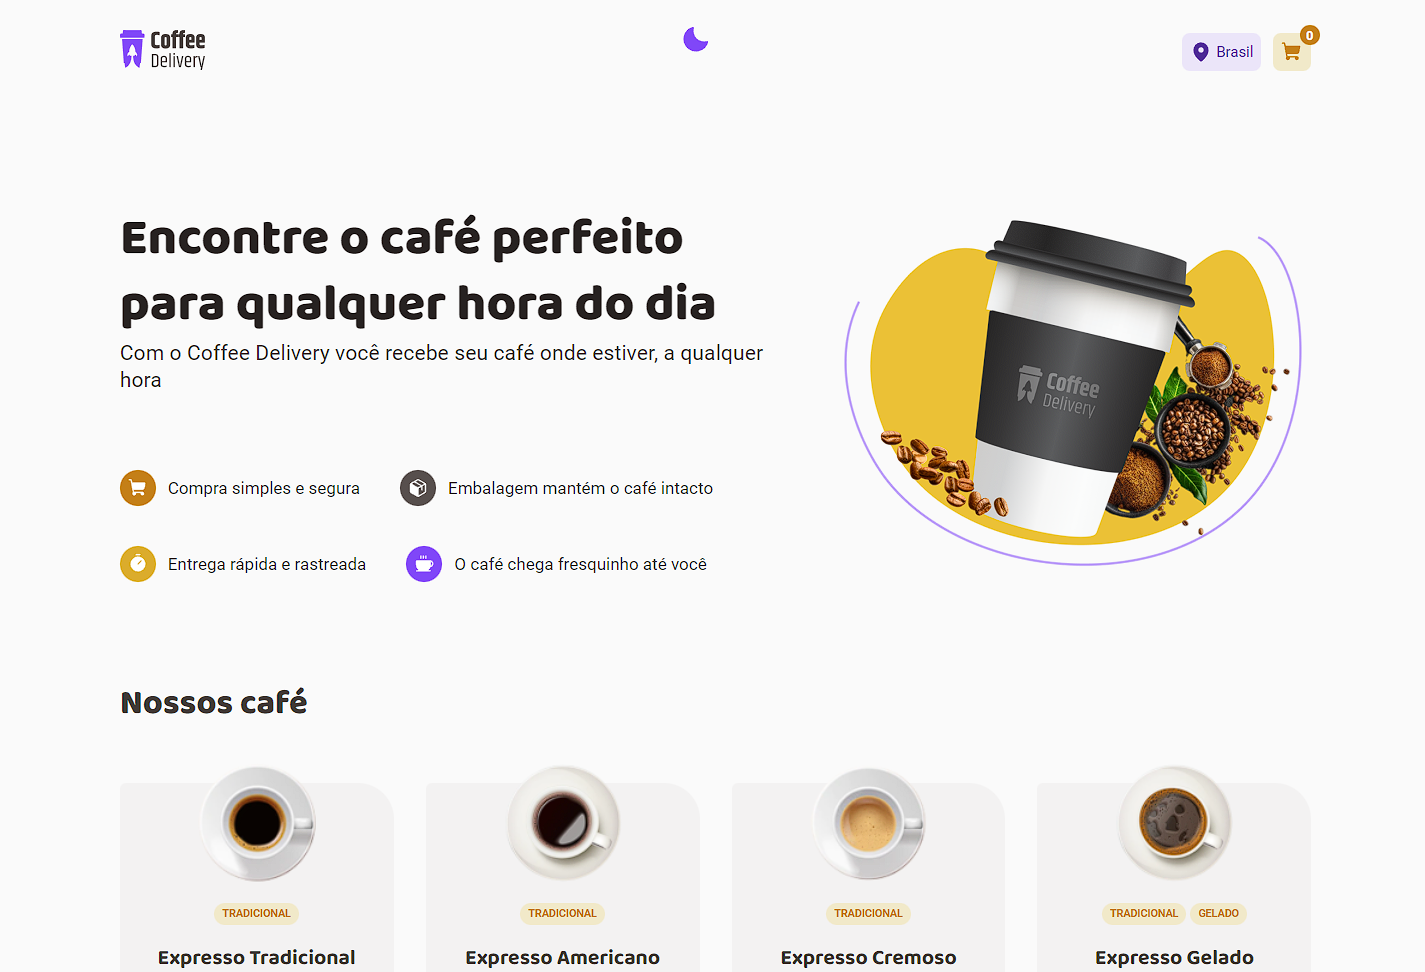 Coffee
Delivery
Brasil
0
Encontre o café perfeito
para qualquer hora do dia
Com o Coffee Delivery você recebe seu café onde estiver, a qualquer
hora
Coffee
Delivery
Compra simples e segura
Embalagem mantém o café intacto
Entrega rápida e rastreada
O café chega fresquinho até você
Nossos café
TRADICIONAL
TRADICIONAL
TRADICIONAL
TRADICIONAL GELADO
Expresso Tradicional
Expresso Americano
Expresso Cremoso
Expresso Gelado